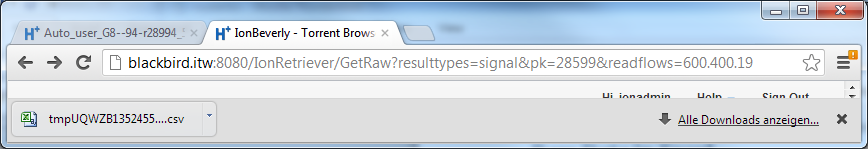 Auto_user_G8--94-r28994_
IonBeverly - Torrent Brows
blackbird.itw:8080/IonRetriever/GetRaw?resulttypes=signal&pk=28599&readflows=600.400.19
Hi, ionadmin Help Sign Out
tmpUQWZB1352455....csv Alle Downloads anzeigen...